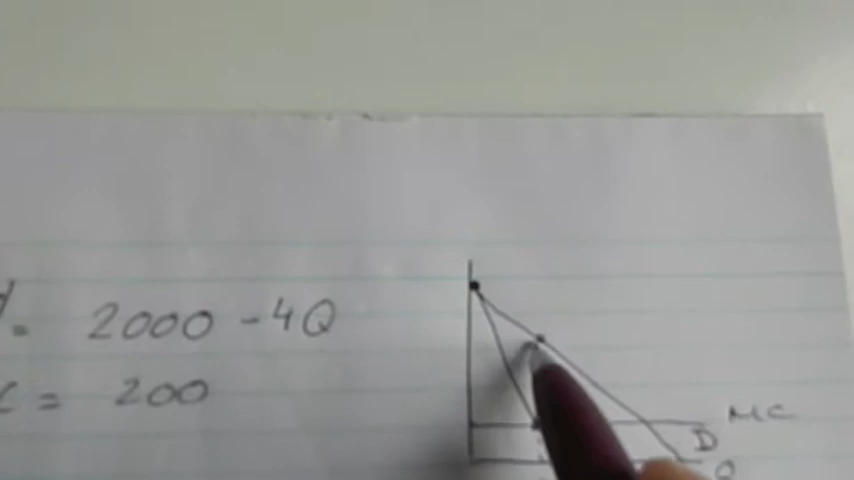 = 2000 - 4Q
C = 200
MC
D
Q